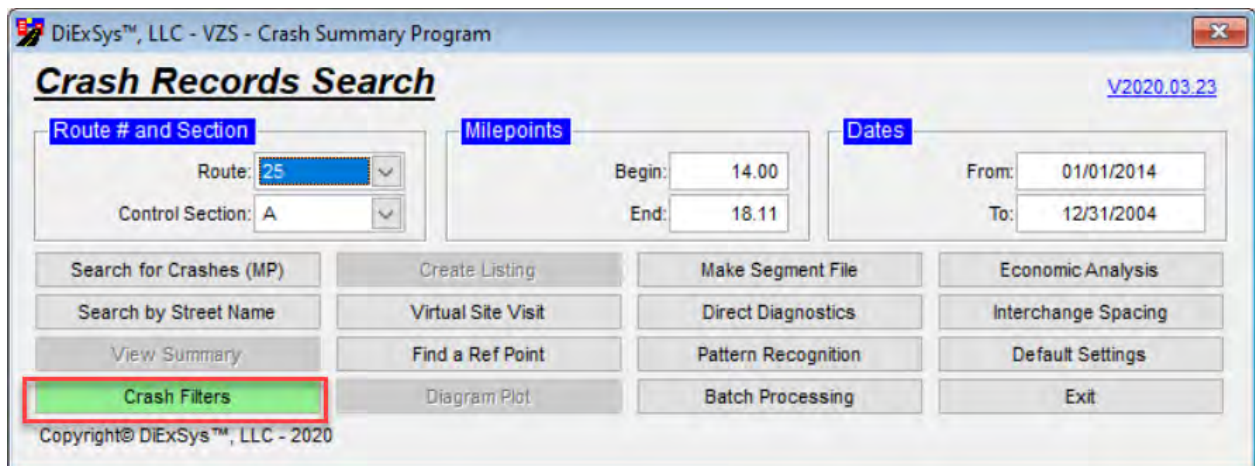 DiExSys™, LLC - VZS - Crash Summary Program
Crash Records Search
V2020.03.23
Route # and Section
Milepoints
Dates
Route: 25
Begin: 14.00
From: 01/01/2014
Control Section: A
End: 18.11
To: 12/31/2004
Search for Crashes (MP)
Create Listing
Make Segment File
Economic Analysis
Search by Street Name
Virtual Site Visit
Direct Diagnostics
Interchange Spacing
View Summary
Find a Ref Point
Pattern Recognition
Default Settings
Crash Filters
Diagram Plot
Batch Processing
Exit
Copyright© DiExSys™, LLC - 2020